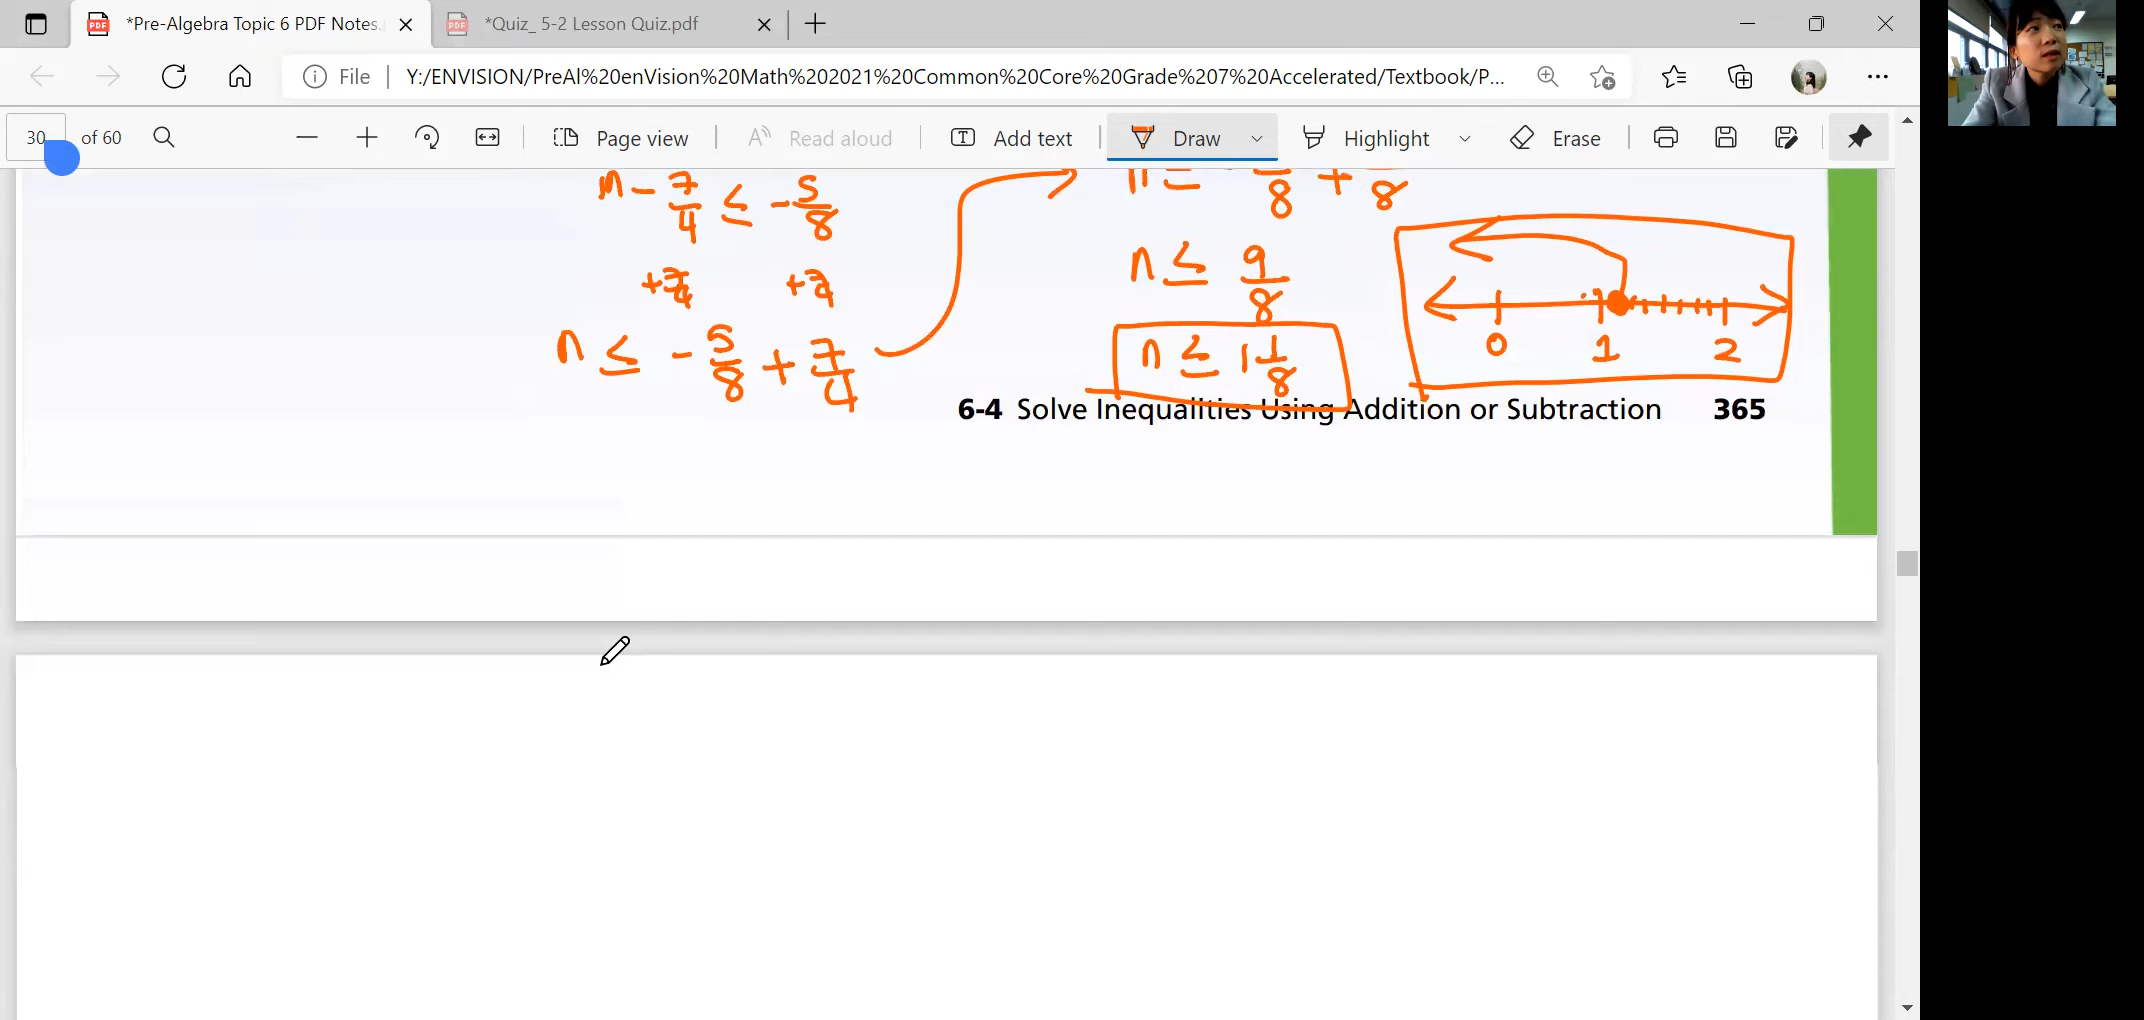 *Pre-Algebra Topic 6 PDF Notes.
*Quiz_ 5-2 Lesson Quiz.pdf
File
Y:/ENVISION/PreAl%20enVision%20Math%202021%20Common%20Core%20Grade%207%20Accelerated/Textbook/P...
30 of 60
Page view
Read aloud
Add text
Draw
Highlight
Erase
n - 7/4 ≤ -5/8
+7/4 +7/4
n ≤ -5/8 + 7/4
8 + 8
n ≤ 9/8
n ≤ 1 1/8
0 1 2
6-4 Solve Inequalities Using Addition or Subtraction 365